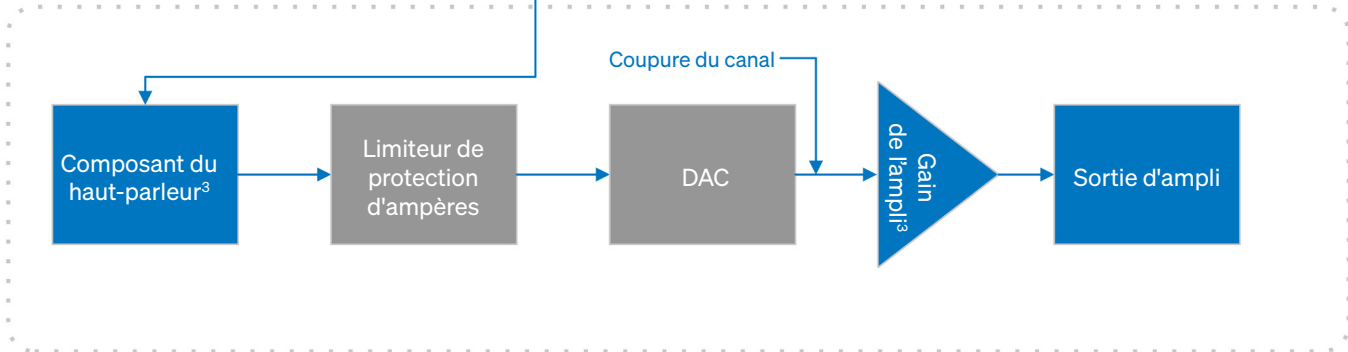 Coupure du canal
Composant du
haut-parleur³
Limiteur de
protection
d'ampères
DAC
Gain
de l'ampli³
Sortie d'ampli